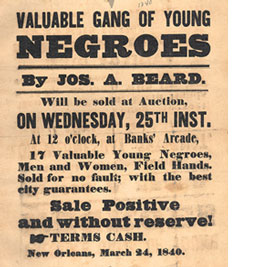 VALUABLE GANG OF YOUNG
NEGROES
By JOS. A. BEARD.
Will be sold at Auction,
ON WEDNESDAY, 25TH INST.
At 12 o'clock, at Banks' Arcade,
17 Valuable Young Negroes,
Men and Women, Field Hands.
Sold for no fault; with the best
city guarantees.
Sale Positive
and without reserve!
TERMS CASH.
New Orleans, March 24, 1840.